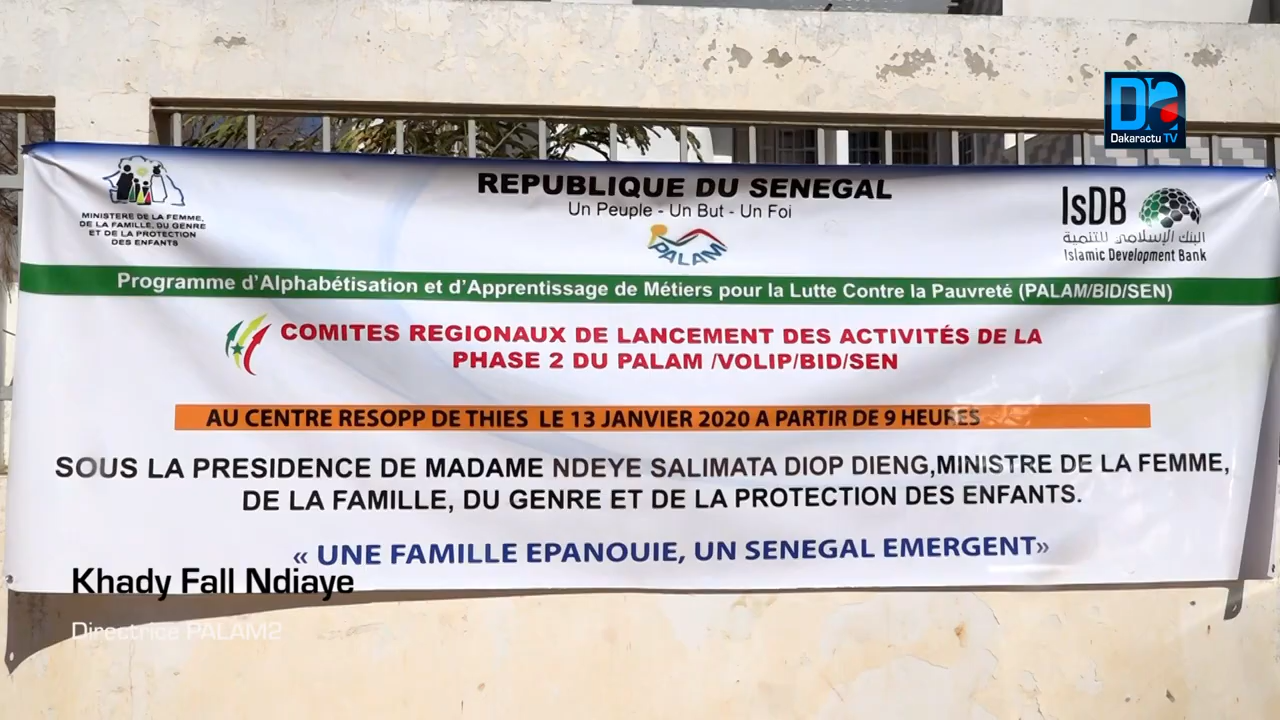 Dakaractu TV
REPUBLIQUE DU SENEGAL
Un Peuple - Un But - Un Foi
PALAM
MINISTERE DE LA FEMME,
DE LA FAMILLE, DU GENRE
ET DE LA PROTECTION
DES ENFANTS
IsDB
البنك الإسلامي للتنمية
Islamic Development Bank
Programme d'Alphabétisation et d'Apprentissage de Métiers pour la Lutte Contre la Pauvreté (PALAM/BID/SEN)
COMITES REGIONAUX DE LANCEMENT DES ACTIVITÉS DE LA
PHASE 2 DU PALAM /VOLIP/BID/SEN
AU CENTRE RESOPP DE THIES LE 13 JANVIER 2020 A PARTIR DE 9 HEURES
SOUS LA PRESIDENCE DE MADAME NDEYE SALIMATA DIOP DIENG,MINISTRE DE LA FEMME,
DE LA FAMILLE, DU GENRE ET DE LA PROTECTION DES ENFANTS.
« UNE FAMILLE EPANOUIE, UN SENEGAL EMERGENT»
Khady Fall Ndiaye
Directrice PALAM2